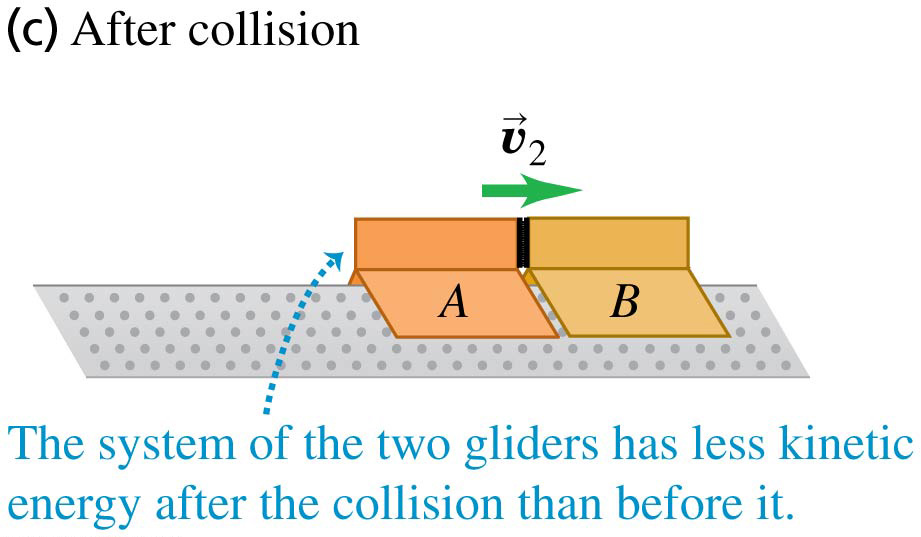 (c) After collision
v⃗₂
A B
The system of the two gliders has less kinetic
energy after the collision than before it.